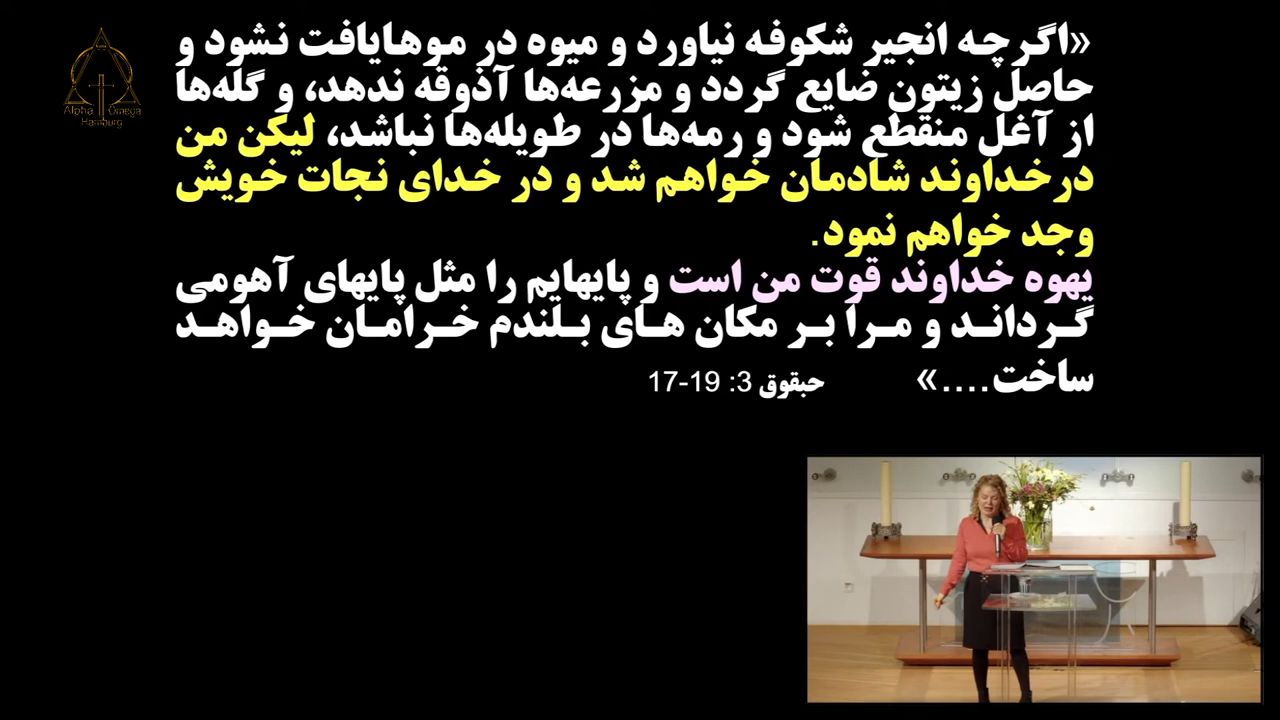 Alpha Omega
Hamburg
«اگرچه انجیر شکوفه نیاورد و میوه در موهایافت نشود و
حاصل زیتون ضایع گردد و مزرعه‌ها آذوقه ندهد، و گله‌ها
از آغل منقطع شود و رمه‌ها در طویله‌ها نباشد، لیکن من
درخداوند شادمان خواهم شد و در خدای نجات خویش
وجد خواهم نمود.
یهوه خداوند قوت من است و پایهایم را مثل پایهای آهومی
گرداند و مرا بر مکان های بلندم خرامان خواهد
ساخت....» حبقوق 3: 19-17